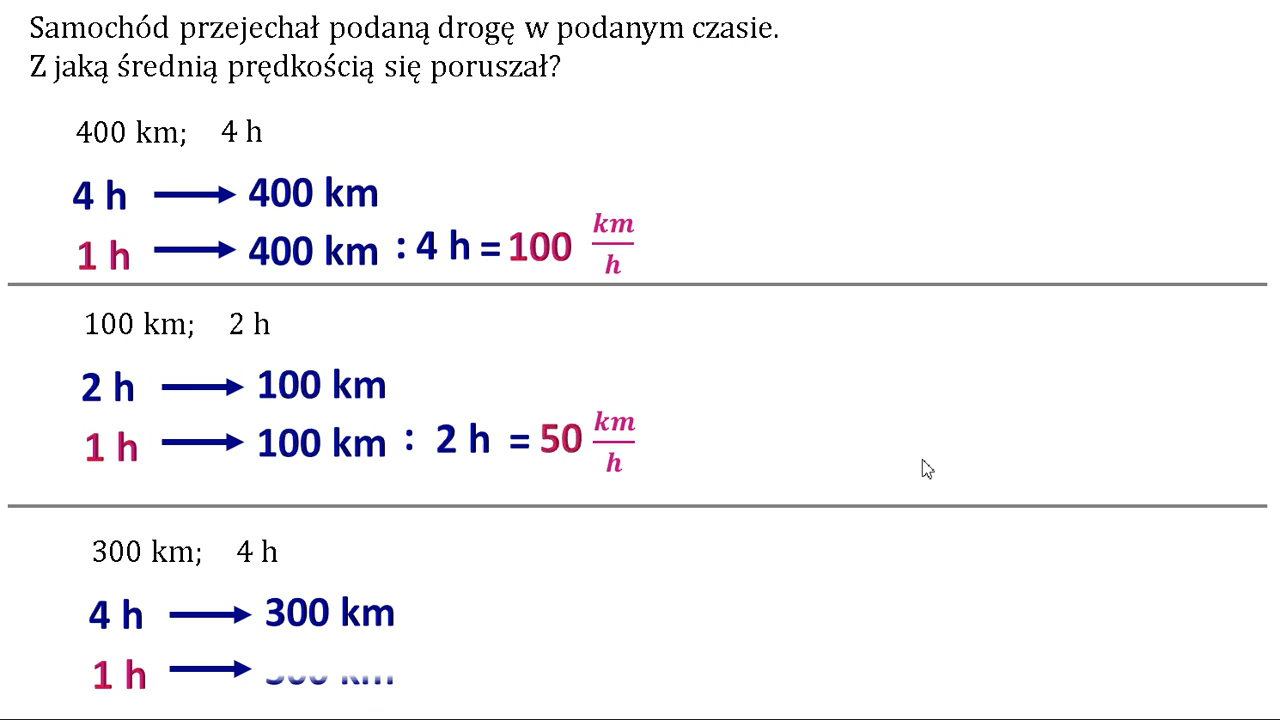 Samochód przejechał podaną drogę w podanym czasie.
Z jaką średnią prędkością się poruszał?
400 km; 4 h
4 h → 400 km
1 h → 400 km : 4 h = 100 km/h
100 km; 2 h
2 h → 100 km
1 h → 100 km : 2 h = 50 km/h
300 km; 4 h
4 h → 300 km
1 h →